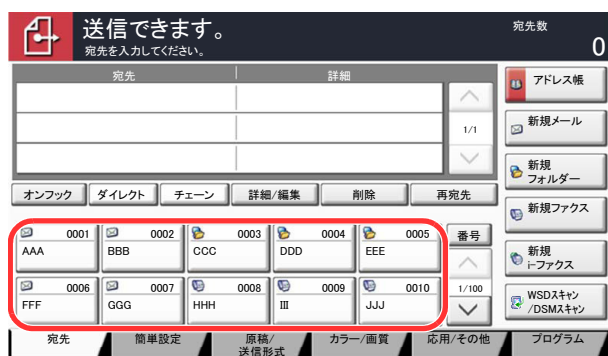 送信できます。
宛先を入力してください。
宛先数
0
宛先 詳細
1/1
アドレス帳
新規メール
新規
フォルダー
新規ファクス
新規
i-ファクス
WSDスキャン
/DSMスキャン
オンフック ダイレクト チェーン 詳細/編集 削除 再宛先
0001 0002 0003 0004 0005
AAA BBB CCC DDD EEE
0006 0007 0008 0009 0010
FFF GGG HHH III JJJ
番号
1/100
宛先 簡単設定 原稿/
送信形式 カラー/画質 応用/その他 プログラム